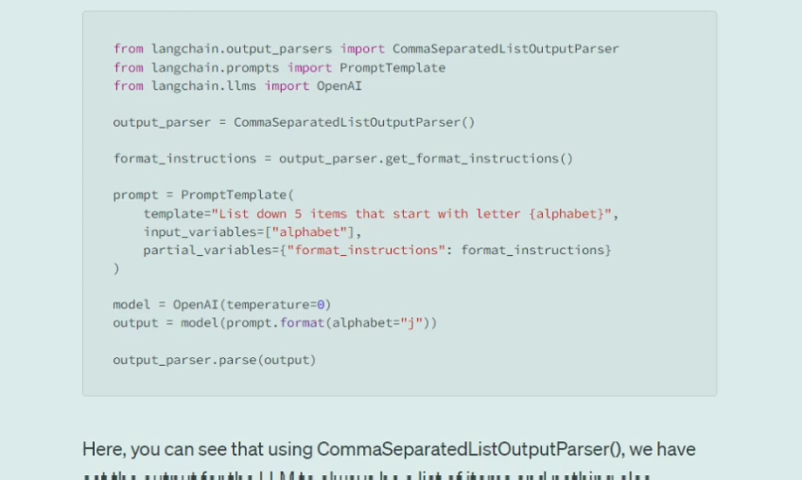 from langchain.output_parsers import CommaSeparatedListOutputParser
from langchain.prompts import PromptTemplate
from langchain.llms import OpenAI
output_parser = CommaSeparatedListOutputParser()
format_instructions = output_parser.get_format_instructions()
prompt = PromptTemplate(
    template="List down 5 items that start with letter {alphabet}",
    input_variables=["alphabet"],
    partial_variables={"format_instructions": format_instructions}
)
model = OpenAI(temperature=0)
output = model(prompt.format(alphabet="j"))
output_parser.parse(output)
Here, you can see that using CommaSeparatedListOutputParser(), we have